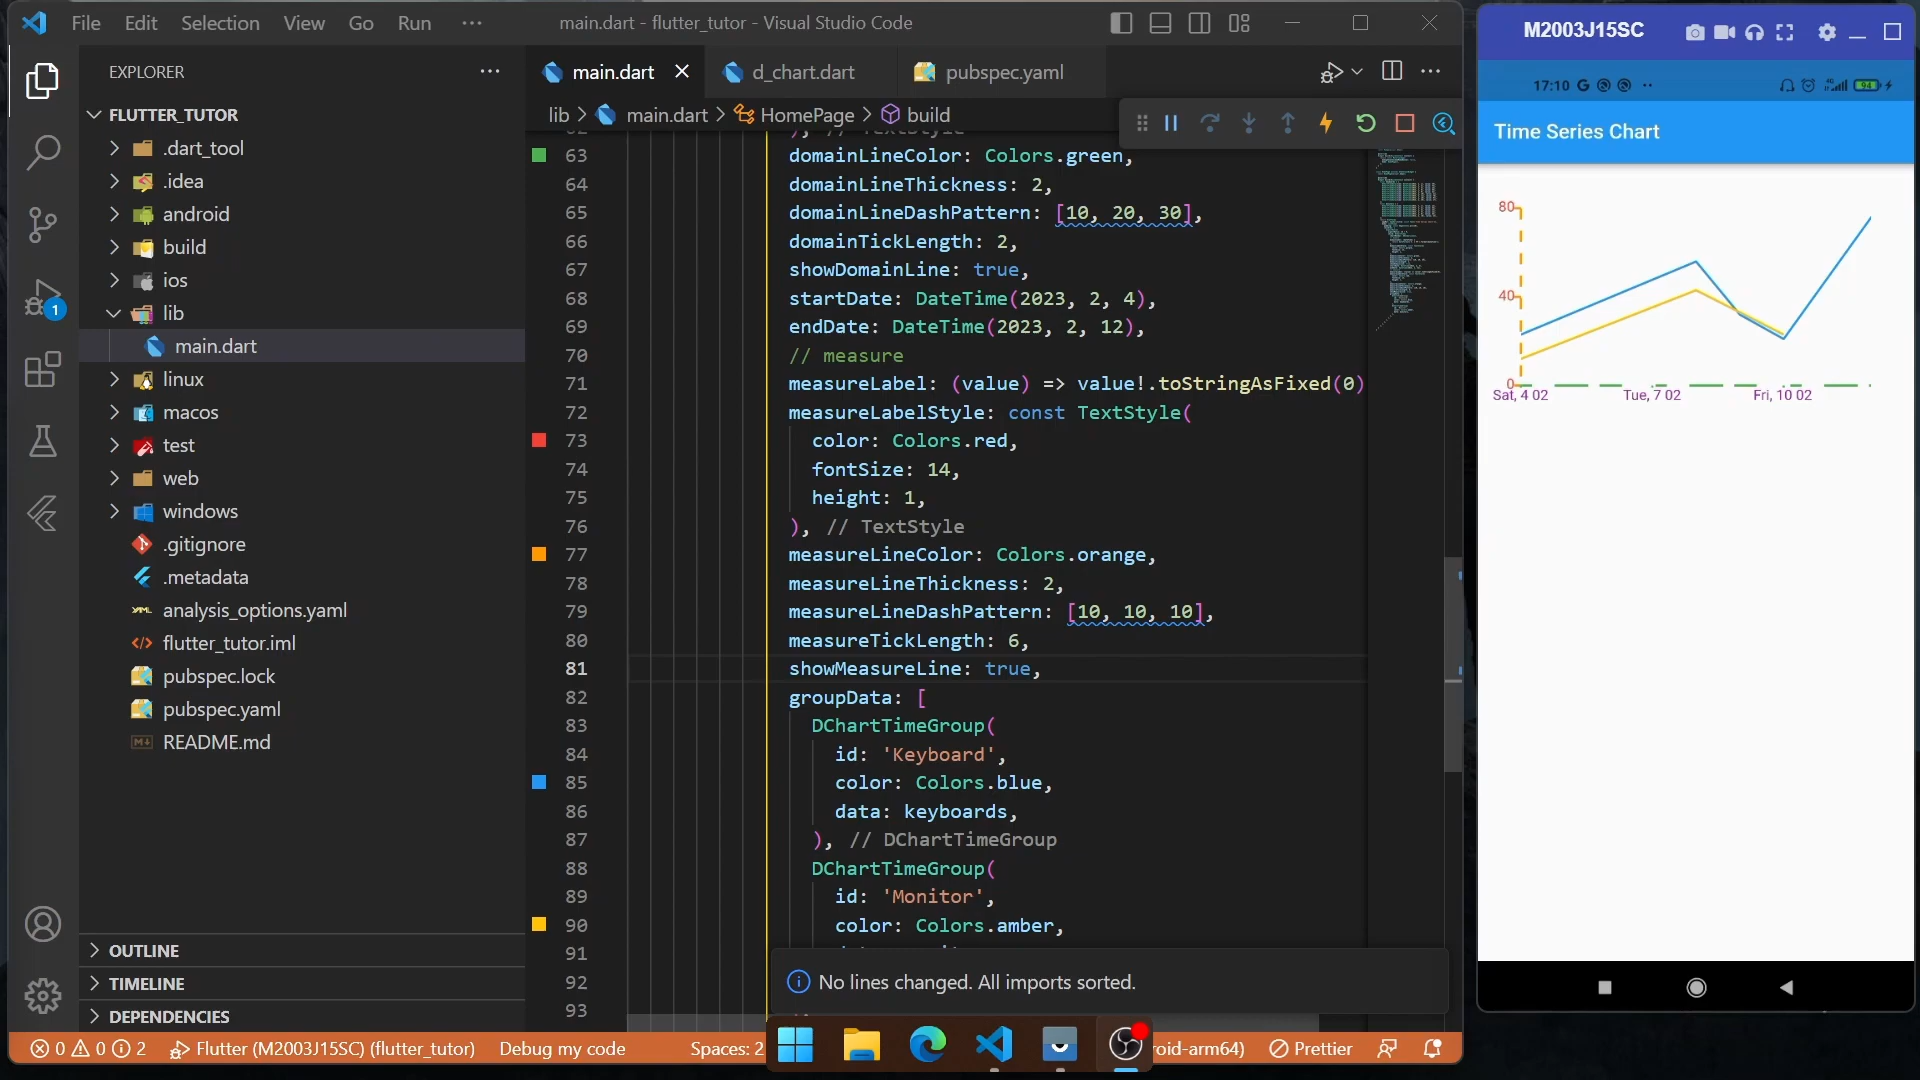 File Edit Selection View Go Run ··· main.dart - flutter_tutor - Visual Studio Code
EXPLORER ···
FLUTTER_TUTOR
.dart_tool
.idea
android
build
ios
lib
main.dart
linux
macos
test
web
windows
.gitignore
.metadata
analysis_options.yaml
flutter_tutor.iml
pubspec.lock
pubspec.yaml
README.md
OUTLINE
TIMELINE
DEPENDENCIES
1
main.dart d_chart.dart pubspec.yaml
lib > main.dart > HomePage > build
63 domainLineColor: Colors.green,
64 domainLineThickness: 2,
65 domainLineDashPattern: [10, 20, 30],
66 domainTickLength: 2,
67 showDomainLine: true,
68 startDate: DateTime(2023, 2, 4),
69 endDate: DateTime(2023, 2, 12),
70 // measure
71 measureLabel: (value) => value!.toStringAsFixed(0)
72 measureLabelStyle: const TextStyle(
73 color: Colors.red,
74 fontSize: 14,
75 height: 1,
76 ), // TextStyle
77 measureLineColor: Colors.orange,
78 measureLineThickness: 2,
79 measureLineDashPattern: [10, 10, 10],
80 measureTickLength: 6,
81 showMeasureLine: true,
82 groupData: [
83 DChartTimeGroup(
84 id: 'Keyboard',
85 color: Colors.blue,
86 data: keyboards,
87 ), // DChartTimeGroup
88 DChartTimeGroup(
89 id: 'Monitor',
90 color: Colors.amber,
91
92
93
No lines changed. All imports sorted.
0 0 2 Flutter (M2003J15SC) (flutter_tutor) Debug my code Spaces: 2 roid-arm64) Prettier
M2003J15SC
17:10 94
Time Series Chart
80
40
0
Sat, 4 02 Tue, 7 02 Fri, 10 02